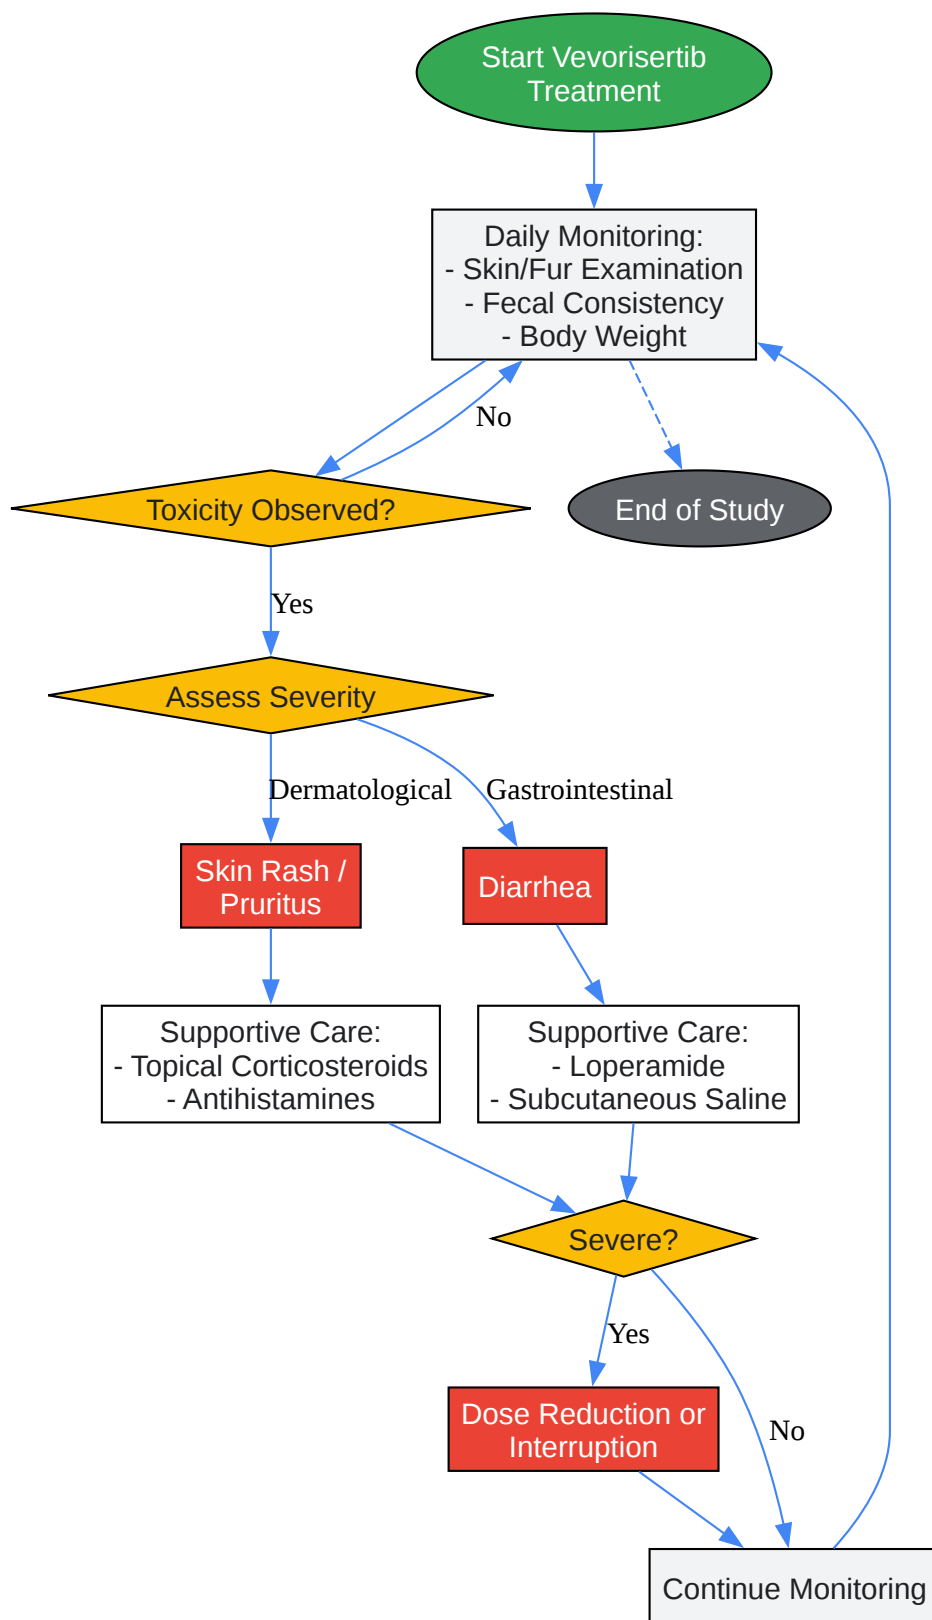 Start Vevorisertib
Treatment
Daily Monitoring:
- Skin/Fur Examination
- Fecal Consistency
- Body Weight
No
Toxicity Observed?
End of Study
Yes
Assess Severity
Dermatological
Gastrointestinal
Skin Rash /
Pruritus
Diarrhea
Supportive Care:
- Topical Corticosteroids
- Antihistamines
Supportive Care:
- Loperamide
- Subcutaneous Saline
Severe?
Yes
Dose Reduction or
Interruption
No
Continue Monitoring